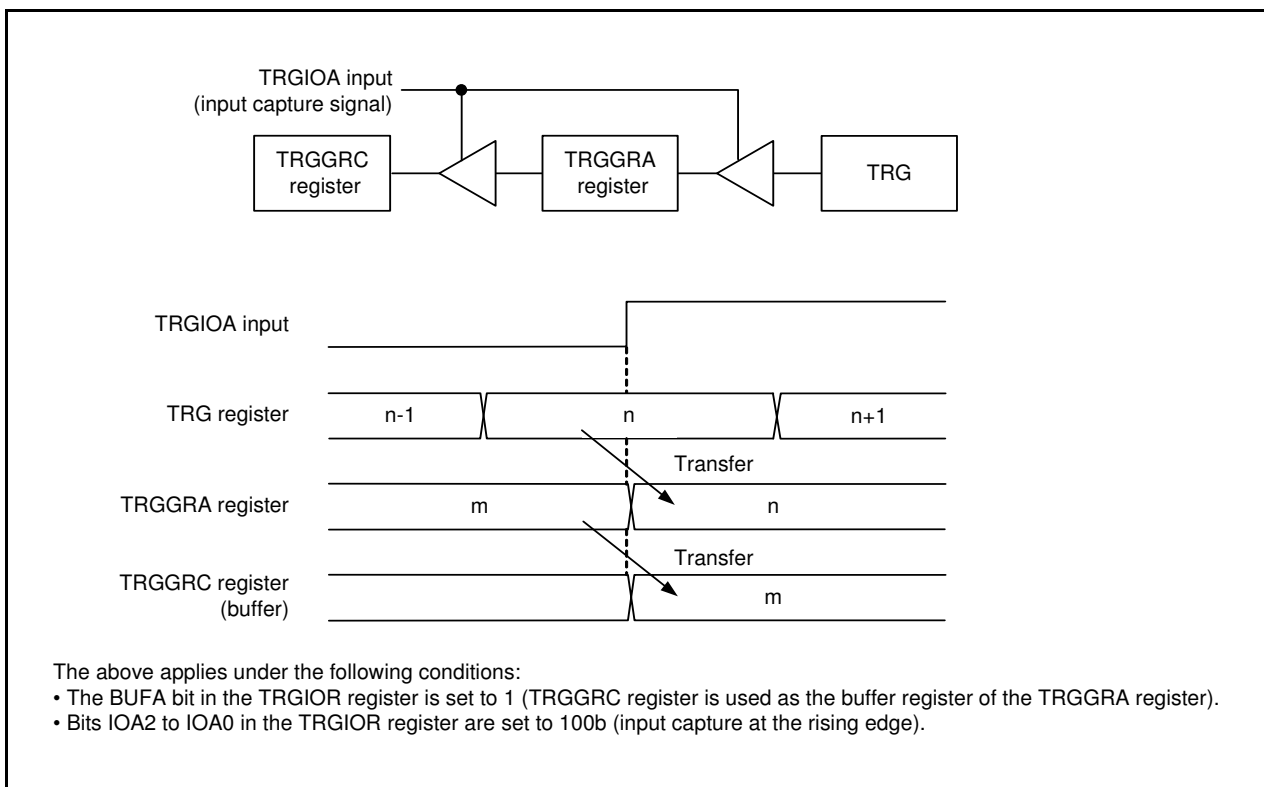 TRGIOA input
(input capture signal)
TRGGRC
register
TRGGRA
register
TRG
TRGIOA input
TRG register
n-1
n
n+1
Transfer
TRGGRA register
m
n
Transfer
TRGGRC register
(buffer)
m
The above applies under the following conditions:
• The BUFA bit in the TRGIOR register is set to 1 (TRGGRC register is used as the buffer register of the TRGGRA register).
• Bits IOA2 to IOA0 in the TRGIOR register are set to 100b (input capture at the rising edge).